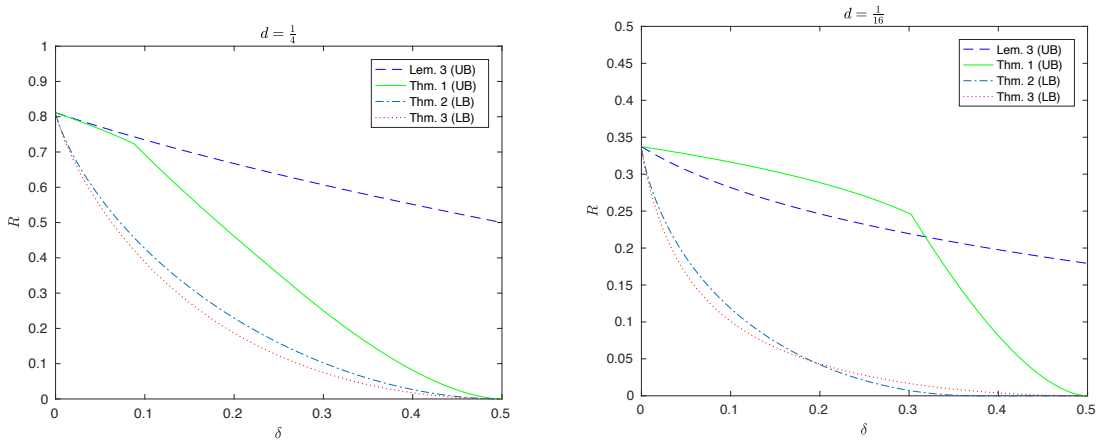 d = 1/4
1
0.9
0.8
0.7
0.6
0.5
0.4
0.3
0.2
0.1
0
R
Lem. 3 (UB)
Thm. 1 (UB)
Thm. 2 (LB)
Thm. 3 (LB)
0 0.1 0.2 0.3 0.4 0.5
δ
d = 1/16
0.5
0.45
0.4
0.35
0.3
0.25
0.2
0.15
0.1
0.05
0
R
Lem. 3 (UB)
Thm. 1 (UB)
Thm. 2 (LB)
Thm. 3 (LB)
0 0.1 0.2 0.3 0.4 0.5
δ